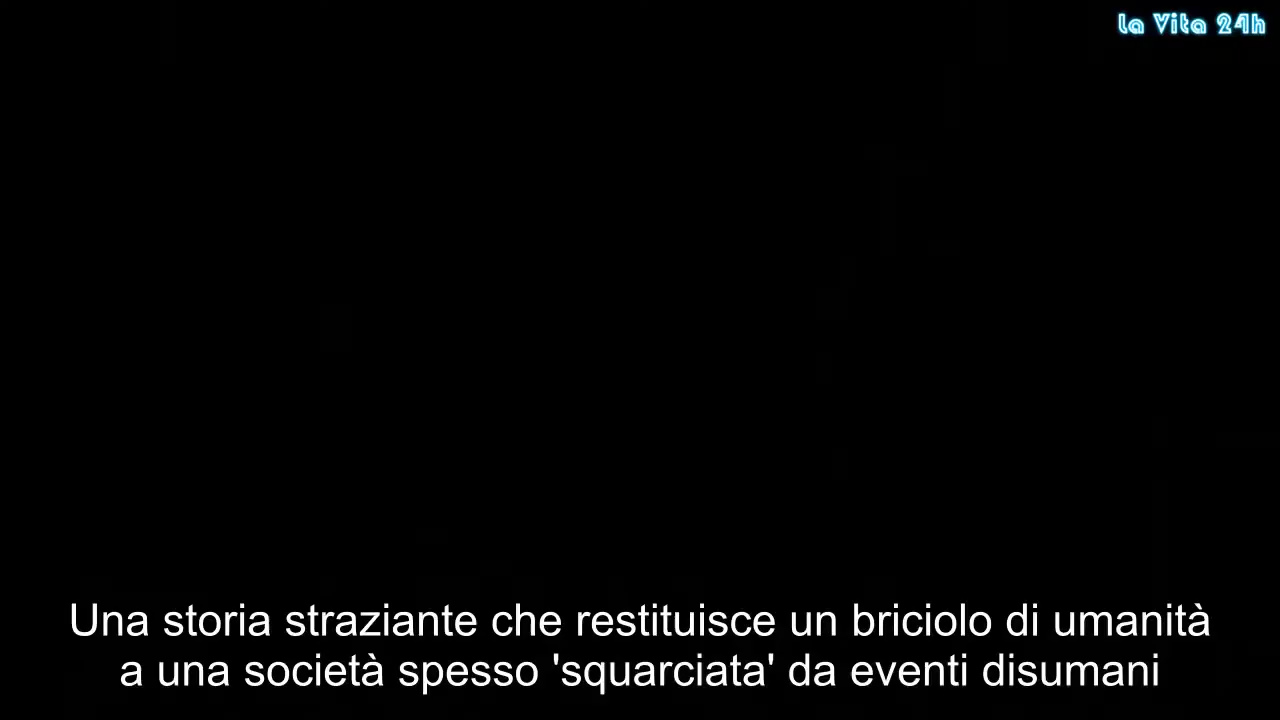 La Vita 24h
Una storia straziante che restituisce un briciolo di umanità
a una società spesso 'squarciata' da eventi disumani